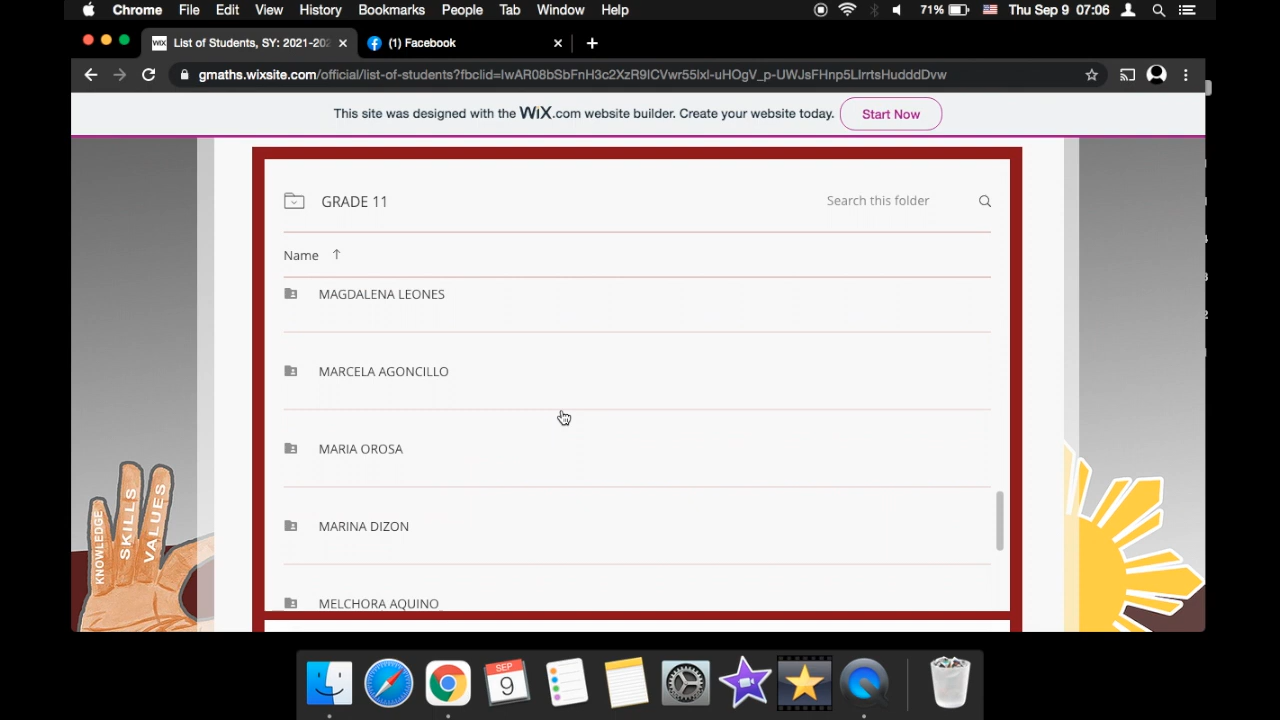 Chrome File Edit View History Bookmarks People Tab Window Help 71% Thu Sep 9 07:06
WiX List of Students, SY: 2021-202 (1) Facebook
gmaths.wixsite.com/official/list-of-students?fbclid=IwAR08bSbFnH3c2XzR9lCVwr55lxl-uHOgV_p-UWJsFHnp5LIrrtsHudddDvw
This site was designed with the WiX.com website builder. Create your website today. Start Now
GRADE 11 Search this folder
Name ↑
MAGDALENA LEONES
MARCELA AGONCILLO
MARIA OROSA
MARINA DIZON
MELCHORA AQUINO
KNOWLEDGE
SKILLS
VALUES
SEP
9